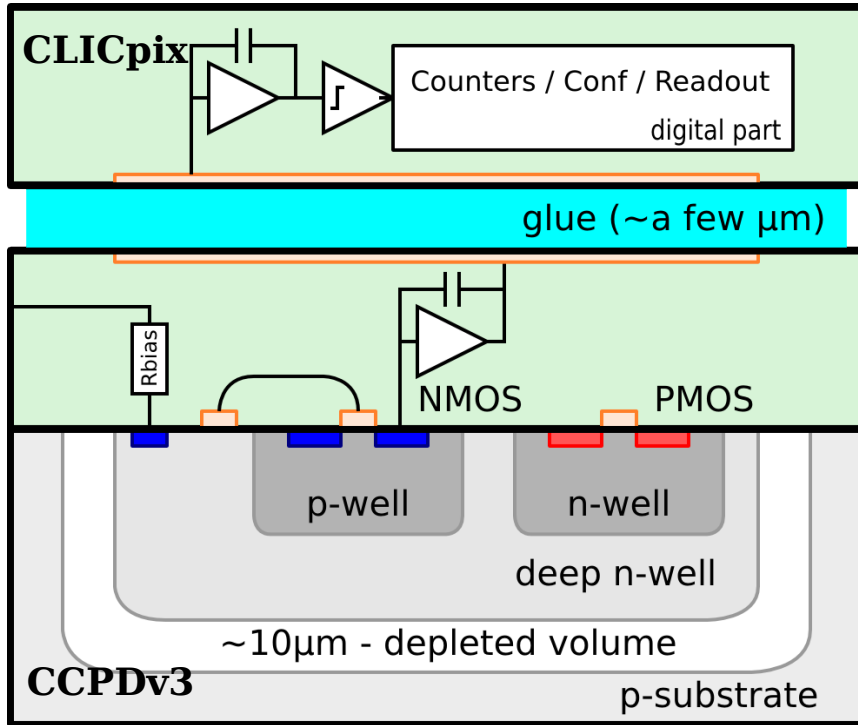 CLICpix
Counters / Conf / Readout
digital part
glue (~a few µm)
Rbias
NMOS
PMOS
p-well
n-well
deep n-well
~10µm - depleted volume
CCPDv3
p-substrate